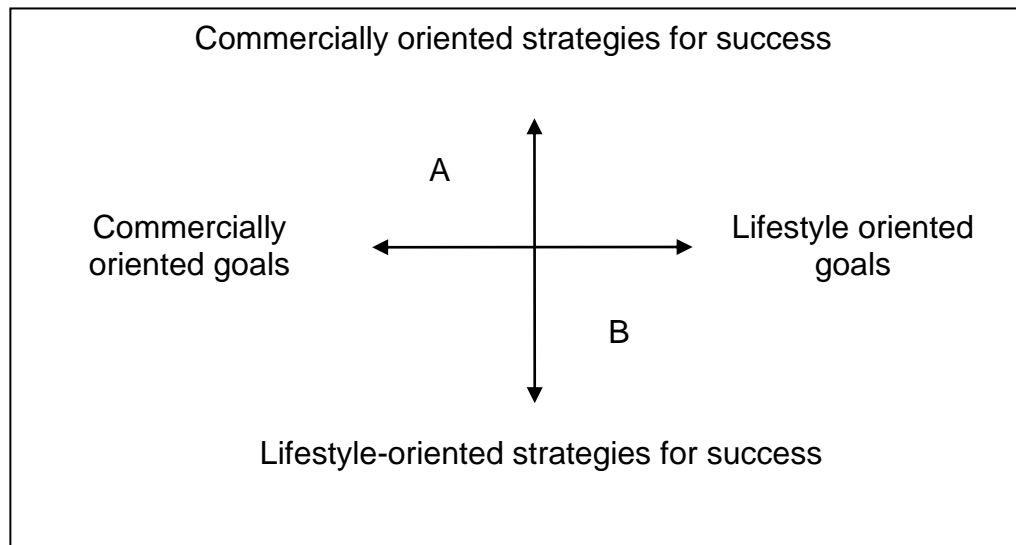 Commercially oriented strategies for success
A
Commercially
oriented goals
Lifestyle oriented
goals
B
Lifestyle-oriented strategies for success